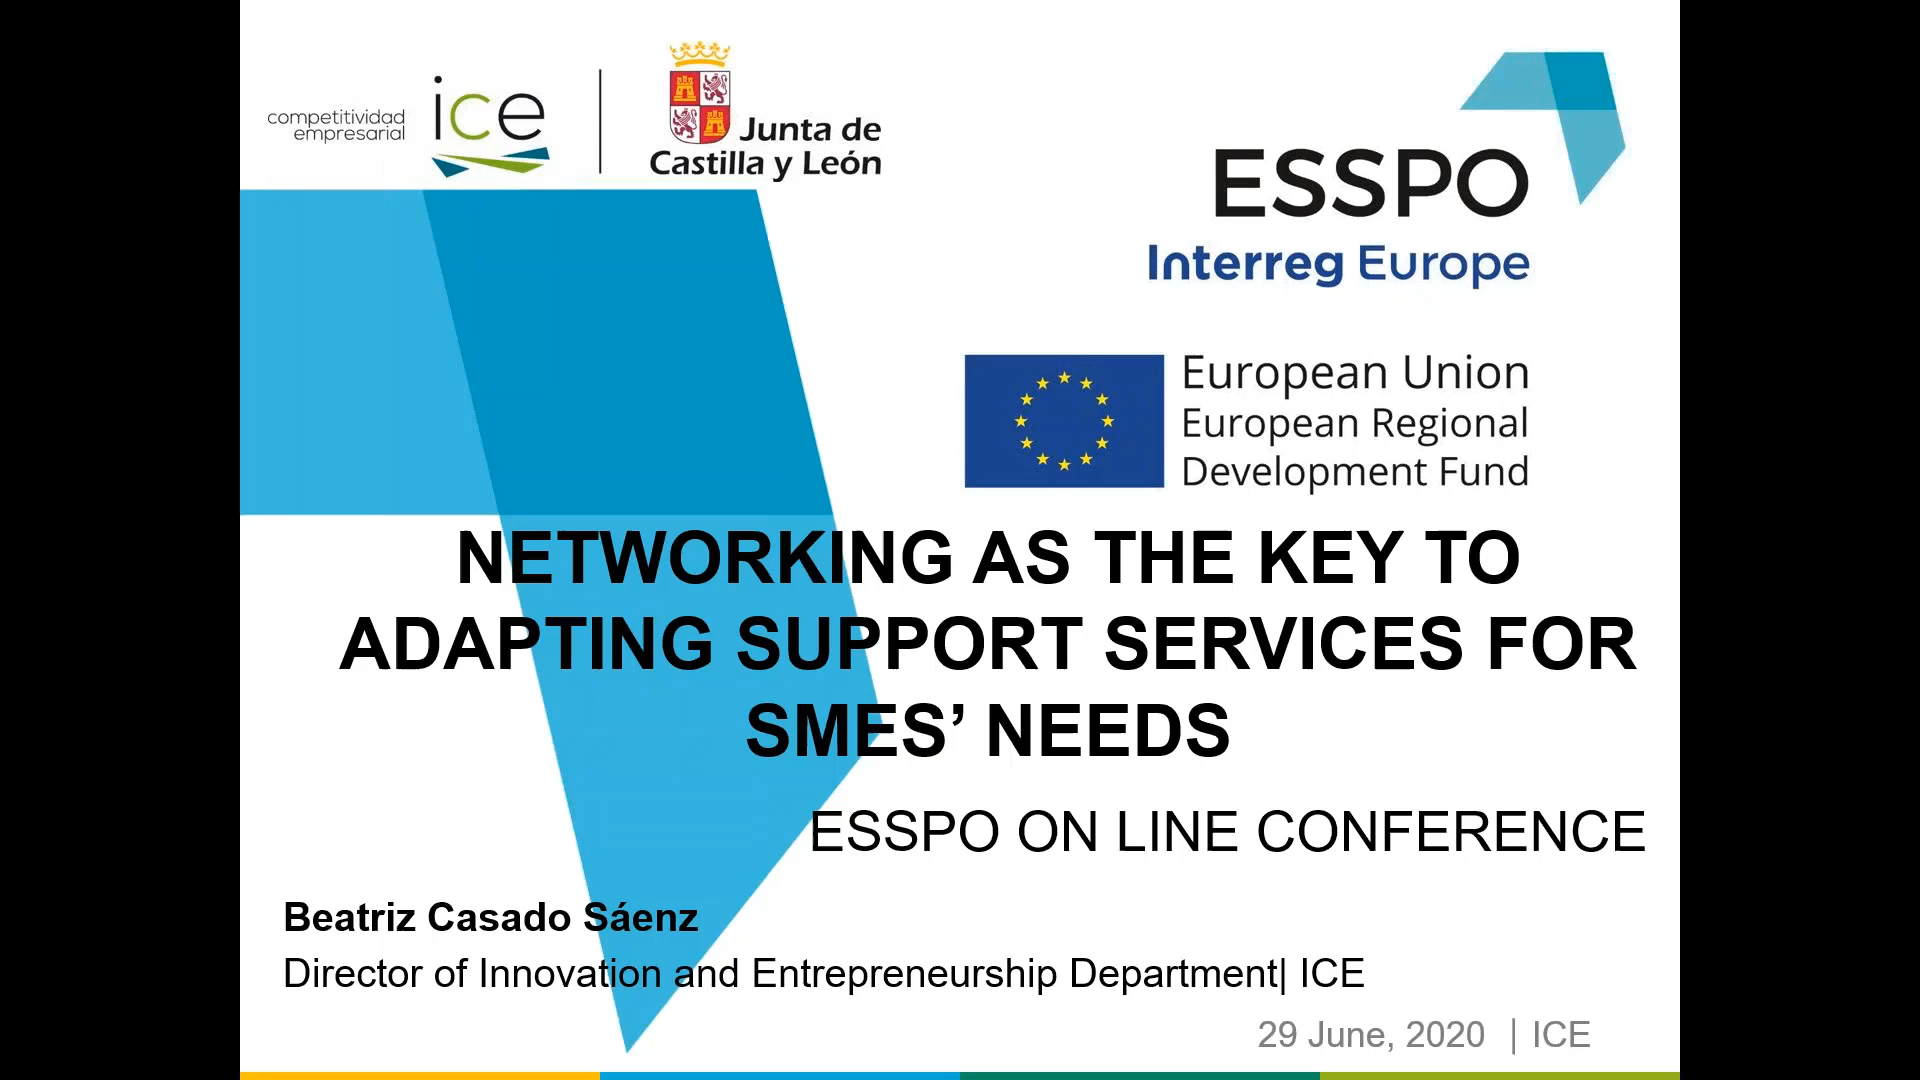 competitividad
empresarial
ice
Junta de
Castilla y León
ESSPO
Interreg Europe
European Union
European Regional
Development Fund
NETWORKING AS THE KEY TO
ADAPTING SUPPORT SERVICES FOR
SMES’ NEEDS
ESSPO ON LINE CONFERENCE
Beatriz Casado Sáenz
Director of Innovation and Entrepreneurship Department| ICE
29 June, 2020 | ICE